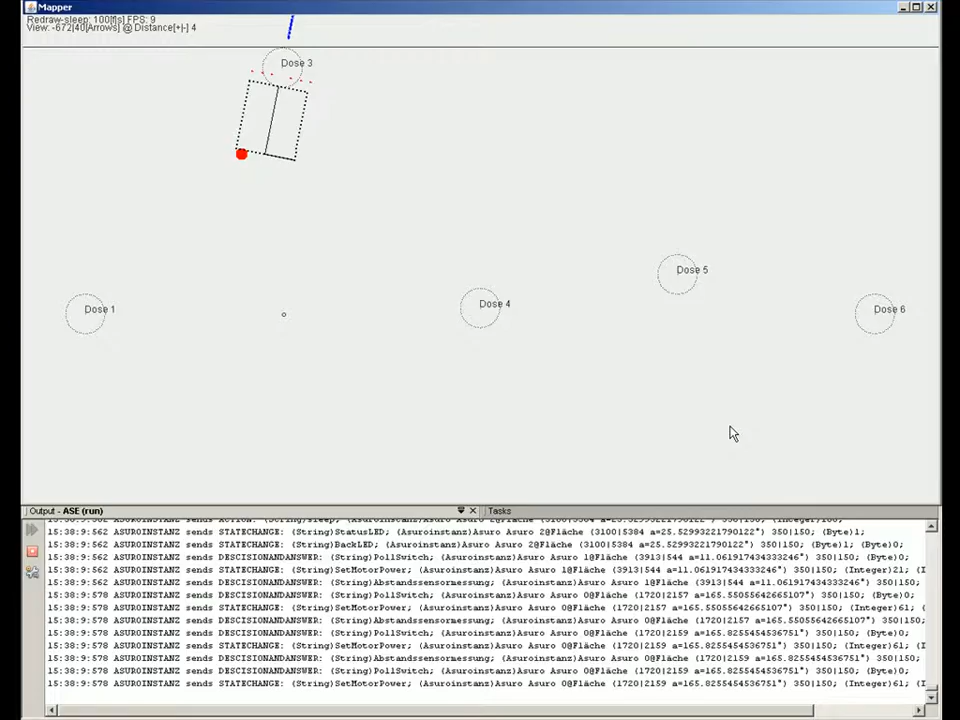 Mapper
Redraw-sleep: 100[fls] FPS: 9
View: -672|40[Arrows] @ Distance[+|-] 4
Dose 3
Dose 5
Dose 4
Dose 1
Dose 6
Output - ASE (run)
Tasks
15:38:9:562 ASUROINSTANZ sends STATECHANGE: (String)StatusLED; (Asuroinstanz)Asuro Asuro 2@Fläche (3100|5384 a=25.52993221790122°) 350|150; (Byte)1;
15:38:9:562 ASUROINSTANZ sends STATECHANGE: (String)BackLED; (Asuroinstanz)Asuro Asuro 2@Fläche (3100|5384 a=25.52993221790122°) 350|150; (Byte)1; (Byte)0;
15:38:9:562 ASUROINSTANZ sends DESCISIONANDANSWER: (String)PollSwitch; (Asuroinstanz)Asuro Asuro 1@Fläche (3913|544 a=11.061917434333246°) 350|150; (Byte)0;
15:38:9:562 ASUROINSTANZ sends STATECHANGE: (String)SetMotorPower; (Asuroinstanz)Asuro Asuro 1@Fläche (3913|544 a=11.061917434333246°) 350|150; (Integer)21; (I
15:38:9:578 ASUROINSTANZ sends DESCISIONANDANSWER: (String)Abstandssensormessung; (Asuroinstanz)Asuro Asuro 1@Fläche (3913|544 a=11.061917434333246°) 350|150;
15:38:9:578 ASUROINSTANZ sends DESCISIONANDANSWER: (String)PollSwitch; (Asuroinstanz)Asuro Asuro 0@Fläche (1720|2157 a=165.55055642665107°) 350|150; (Byte)0;
15:38:9:578 ASUROINSTANZ sends STATECHANGE: (String)SetMotorPower; (Asuroinstanz)Asuro Asuro 0@Fläche (1720|2157 a=165.55055642665107°) 350|150; (Integer)61; (
15:38:9:578 ASUROINSTANZ sends DESCISIONANDANSWER: (String)Abstandssensormessung; (Asuroinstanz)Asuro Asuro 0@Fläche (1720|2157 a=165.55055642665107°) 350|150;
15:38:9:578 ASUROINSTANZ sends DESCISIONANDANSWER: (String)PollSwitch; (Asuroinstanz)Asuro Asuro 0@Fläche (1720|2159 a=165.8255454536751°) 350|150; (Byte)0;
15:38:9:578 ASUROINSTANZ sends STATECHANGE: (String)SetMotorPower; (Asuroinstanz)Asuro Asuro 0@Fläche (1720|2159 a=165.8255454536751°) 350|150; (Integer)61; (I
15:38:9:578 ASUROINSTANZ sends DESCISIONANDANSWER: (String)Abstandssensormessung; (Asuroinstanz)Asuro Asuro 0@Fläche (1720|2159 a=165.8255454536751°) 350|150;
15:38:9:578 ASUROINSTANZ sends DESCISIONANDANSWER: (String)PollSwitch; (Asuroinstanz)Asuro Asuro 0@Fläche (1720|2159 a=165.8255454536751°) 350|150; (Byte)0;
15:38:9:578 ASUROINSTANZ sends STATECHANGE: (String)SetMotorPower; (Asuroinstanz)Asuro Asuro 0@Fläche (1720|2159 a=165.8255454536751°) 350|150; (Integer)61; (I